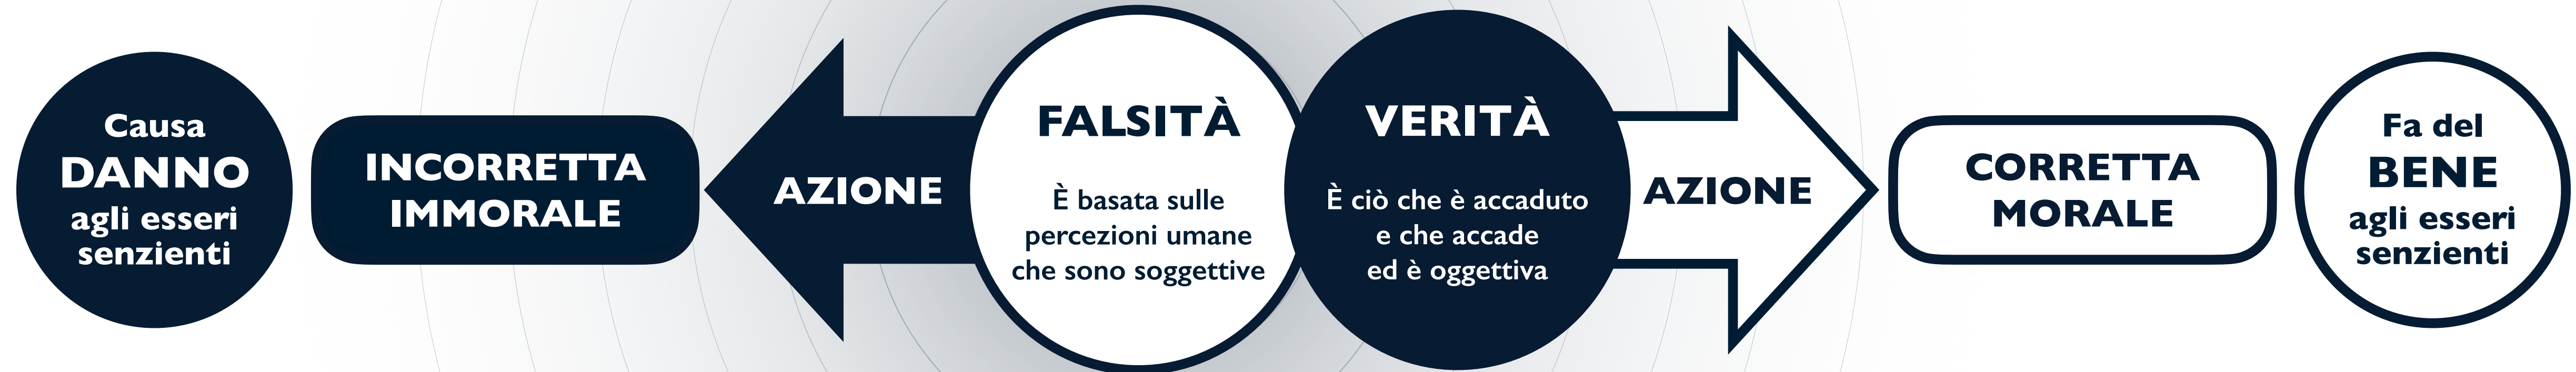 Causa
DANNO
agli esseri
senzienti
INCORRETTA
IMMORALE
AZIONE
FALSITÀ
È basata sulle
percezioni umane
che sono soggettive
VERITÀ
È ciò che è accaduto
e che accade
ed è oggettiva
AZIONE
CORRETTA
MORALE
Fa del
BENE
agli esseri
senzienti